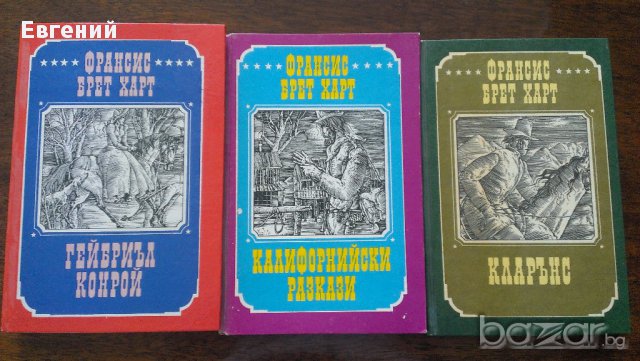 Евгений
ФРАНСИС
БРЕТ ХАРТ
ГЕЙБРИЪЛ
КОНРОЙ
ФРАНСИС
БРЕТ ХАРТ
КАЛИФОРНИЙСКИ
РАЗКАЗИ
ФРАНСИС
БРЕТ ХАРТ
КЛАРЪНС
bazar.bg